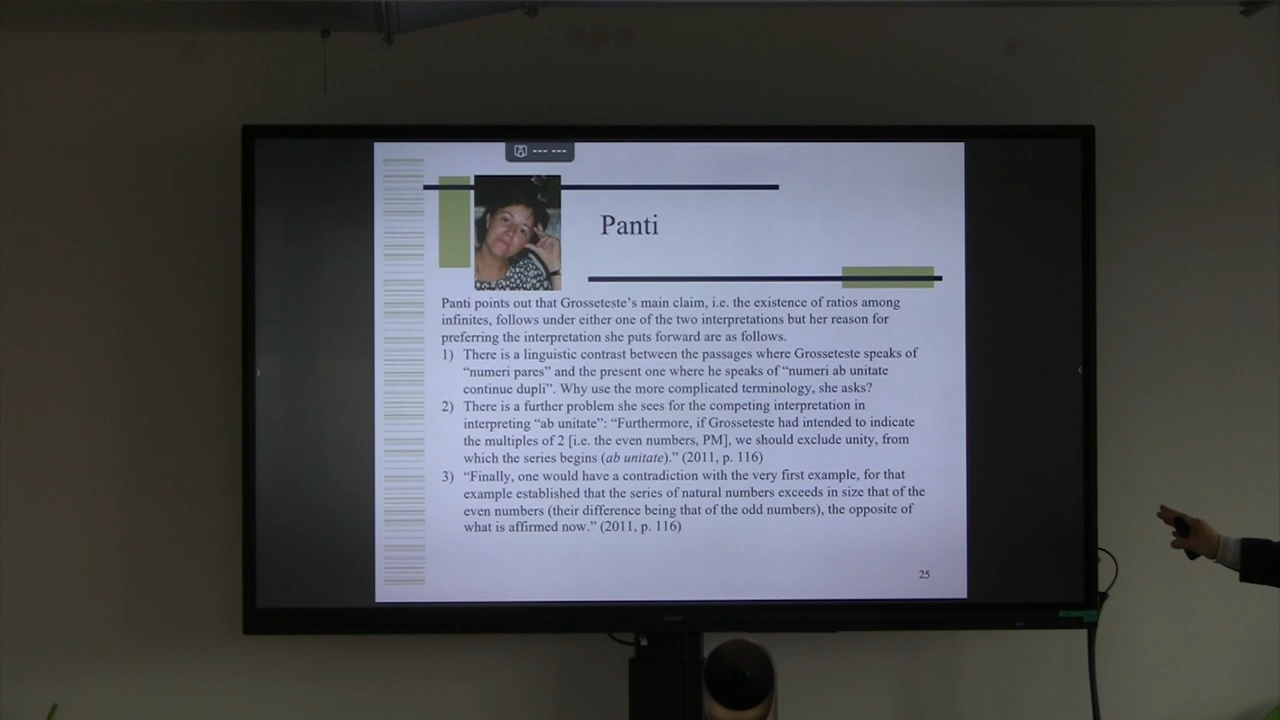 --- ---
Panti
Panti points out that Grosseteste's main claim, i.e. the existence of ratios among
infinites, follows under either one of the two interpretations but her reason for
preferring the interpretation she puts forward are as follows.
1) There is a linguistic contrast between the passages where Grosseteste speaks of
"numeri pares" and the present one where he speaks of "numeri ab unitate
continue dupli". Why use the more complicated terminology, she asks?
2) There is a further problem she sees for the competing interpretation in
interpreting "ab unitate": "Furthermore, if Grosseteste had intended to indicate
the multiples of 2 [i.e. the even numbers, PM], we should exclude unity, from
which the series begins (ab unitate)." (2011, p. 116)
3) "Finally, one would have a contradiction with the very first example, for that
example established that the series of natural numbers exceeds in size that of the
even numbers (their difference being that of the odd numbers), the opposite of
what is affirmed now." (2011, p. 116)
25